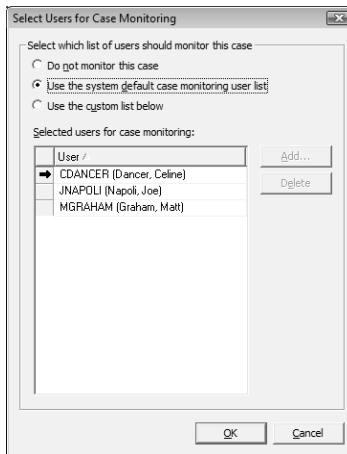 Select Users for Case Monitoring
Select which list of users should monitor this case
Do not monitor this case
Use the system default case monitoring user list
Use the custom list below
Selected users for case monitoring:
User
CDANCER (Dancer, Celine)
JNAPOLI (Napoli, Joe)
MGRAHAM (Graham, Matt)
Add...
Delete
OK
Cancel